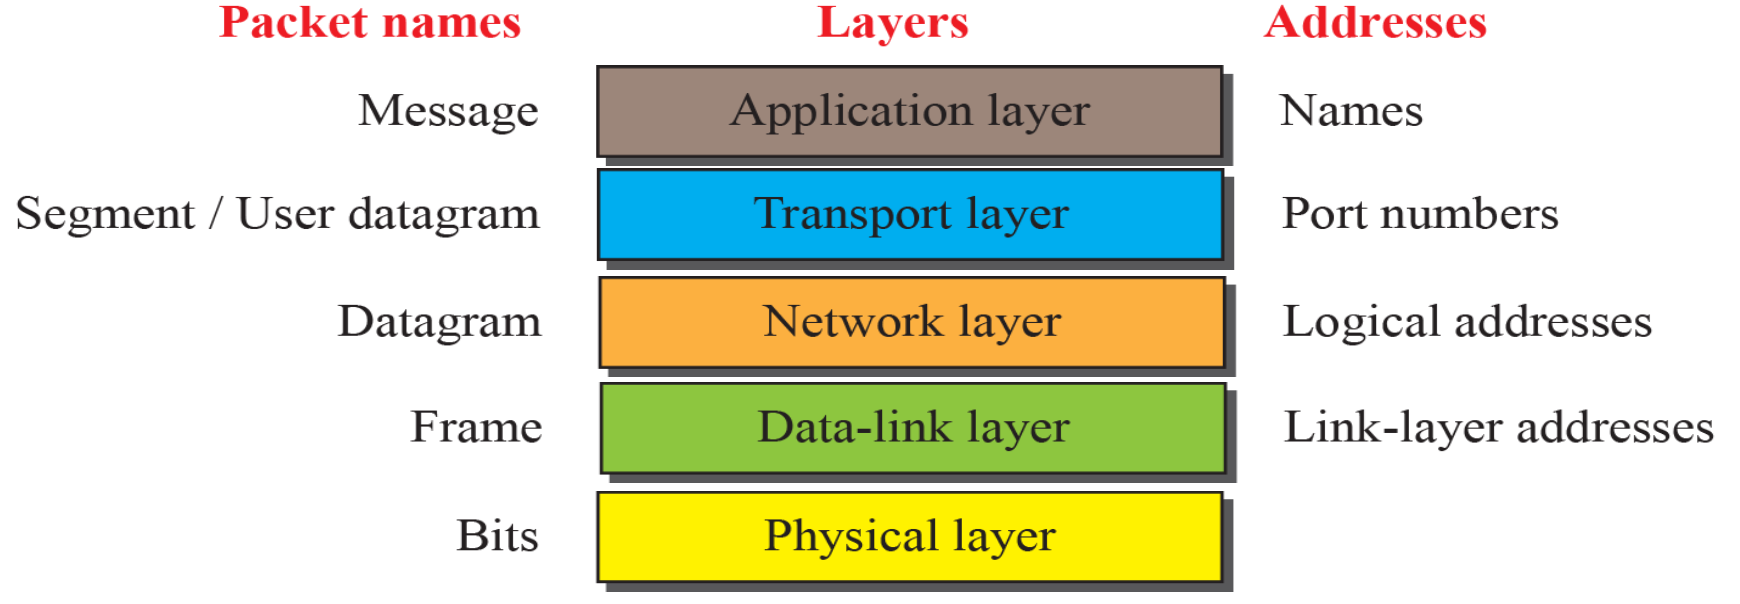 Packet names Layers Addresses
Message Application layer Names
Segment / User datagram Transport layer Port numbers
Datagram Network layer Logical addresses
Frame Data-link layer Link-layer addresses
Bits Physical layer